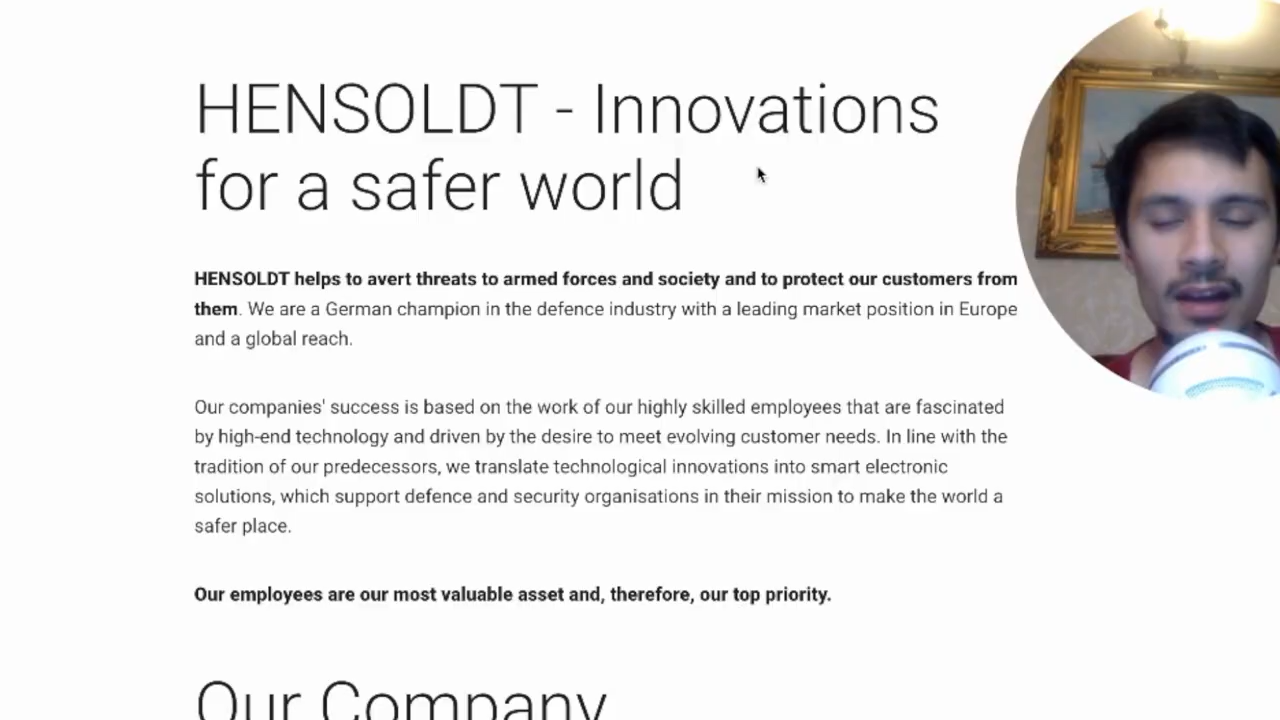 HENSOLDT - Innovations
for a safer world
HENSOLDT helps to avert threats to armed forces and society and to protect our customers from
them. We are a German champion in the defence industry with a leading market position in Europe
and a global reach.
Our companies' success is based on the work of our highly skilled employees that are fascinated
by high-end technology and driven by the desire to meet evolving customer needs. In line with the
tradition of our predecessors, we translate technological innovations into smart electronic
solutions, which support defence and security organisations in their mission to make the world a
safer place.
Our employees are our most valuable asset and, therefore, our top priority.
Our Company